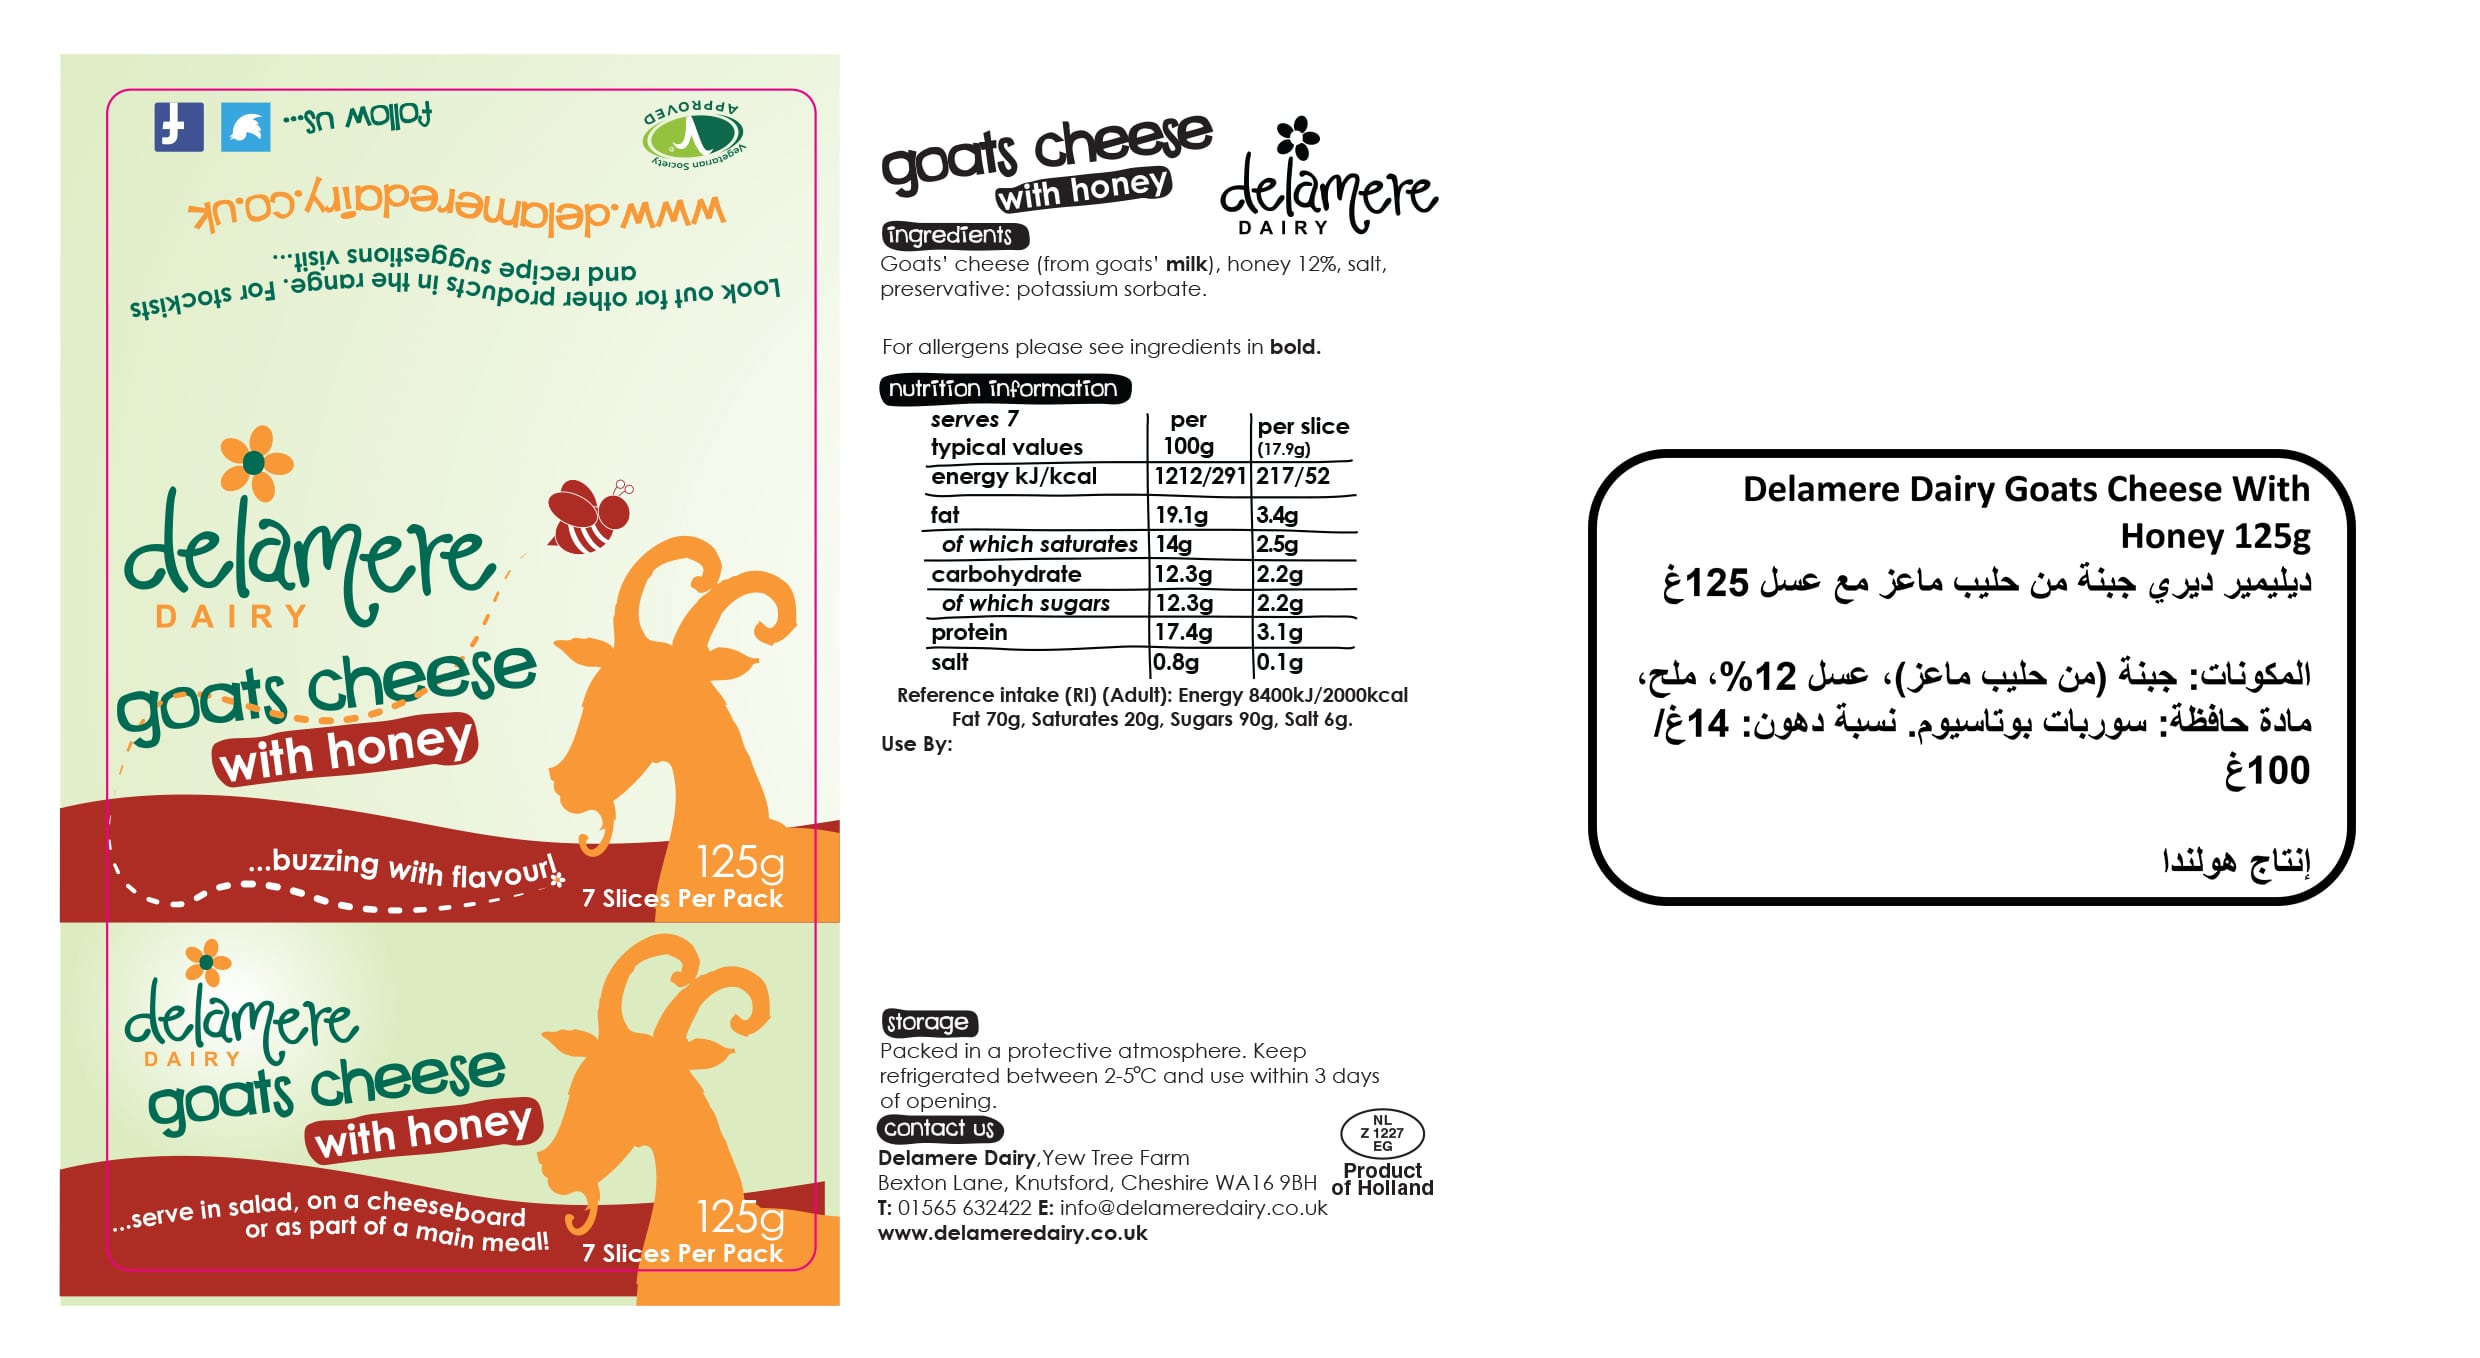 follow us...
Vegetarian Society
APPROVED
www.delameredairy.co.uk
Look out for other products in the range. For stockists
and recipe suggestions visit...
delamere
DAIRY
goats cheese
with honey
...buzzing with flavour!
125g
7 Slices Per Pack
delamere
DAIRY
goats cheese
with honey
...serve in salad, on a cheeseboard
or as part of a main meal!
125g
7 Slices Per Pack
goats cheese
with honey
delamere
DAIRY
ingredients
Goats' cheese (from goats' milk), honey 12%, salt,
preservative: potassium sorbate.
For allergens please see ingredients in bold.
nutrition information
serves 7 per per slice
typical values 100g (17.9g)
energy kJ/kcal 1212/291 217/52
fat 19.1g 3.4g
of which saturates 14g 2.5g
carbohydrate 12.3g 2.2g
of which sugars 12.3g 2.2g
protein 17.4g 3.1g
salt 0.8g 0.1g
Reference intake (RI) (Adult): Energy 8400kJ/2000kcal
Fat 70g, Saturates 20g, Sugars 90g, Salt 6g.
Use By:
storage
Packed in a protective atmosphere. Keep
refrigerated between 2-5°C and use within 3 days
of opening.
contact us
Delamere Dairy,Yew Tree Farm
Bexton Lane, Knutsford, Cheshire WA16 9BH
T: 01565 632422 E: info@delameredairy.co.uk
www.delameredairy.co.uk
NL
Z 1227
EG
Product
of Holland
Delamere Dairy Goats Cheese With
Honey 125g
ديليمير ديري جبنة من حليب ماعز مع عسل 125غ
المكونات: جبنة (من حليب ماعز)، عسل 12%، ملح،
مادة حافظة: سوربات بوتاسيوم. نسبة دهون: 14غ/
100غ
إنتاج هولندا